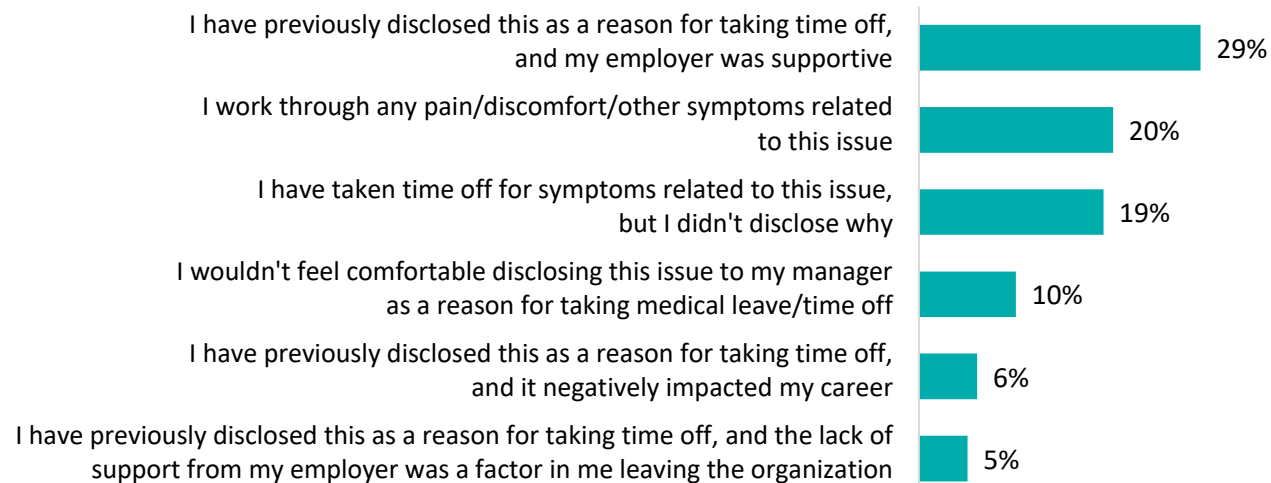 I have previously disclosed this as a reason for taking time off,
and my employer was supportive
29%
I work through any pain/discomfort/other symptoms related
to this issue
20%
I have taken time off for symptoms related to this issue,
but I didn't disclose why
19%
I wouldn't feel comfortable disclosing this issue to my manager
as a reason for taking medical leave/time off
10%
I have previously disclosed this as a reason for taking time off,
and it negatively impacted my career
6%
I have previously disclosed this as a reason for taking time off, and the lack of
support from my employer was a factor in me leaving the organization
5%